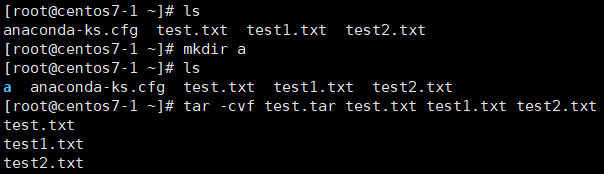 [root@centos7-1 ~]# ls
anaconda-ks.cfg  test.txt  test1.txt  test2.txt
[root@centos7-1 ~]# mkdir a
[root@centos7-1 ~]# ls
a  anaconda-ks.cfg  test.txt  test1.txt  test2.txt
[root@centos7-1 ~]# tar -cvf test.tar test.txt test1.txt test2.txt
test.txt
test1.txt
test2.txt